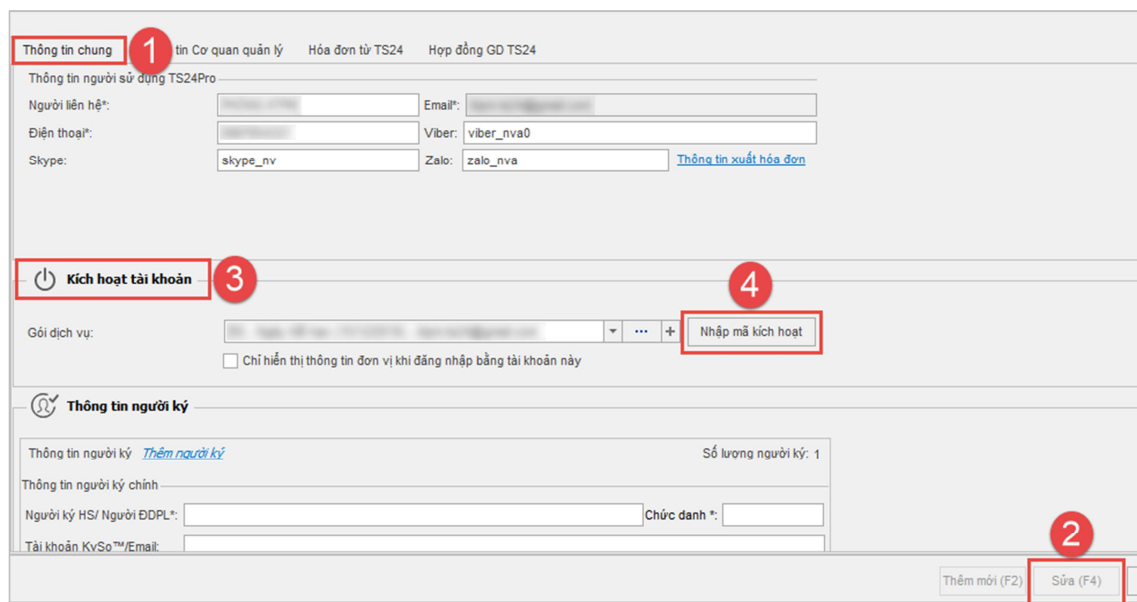 Thông tin chung 1 tin Cơ quan quản lý Hóa đơn từ TS24 Hợp đồng GD TS24
Thông tin người sử dụng TS24Pro
Người liên hệ*: Email*:
Điện thoại*: Viber: viber_nva0
Skype: skype_nv Zalo: zalo_nva Thông tin xuất hóa đơn
Kích hoạt tài khoản 3
4
Gói dịch vụ: ... + Nhập mã kích hoạt
Chỉ hiển thị thông tin đơn vị khi đăng nhập bằng tài khoản này
Thông tin người ký
Thông tin người ký Thêm người ký Số lượng người ký: 1
Thông tin người ký chính
Người ký HS/ Người ĐDPL*: Chức danh *:
Tài khoản KySo™/Email:
2
Thêm mới (F2) Sửa (F4)